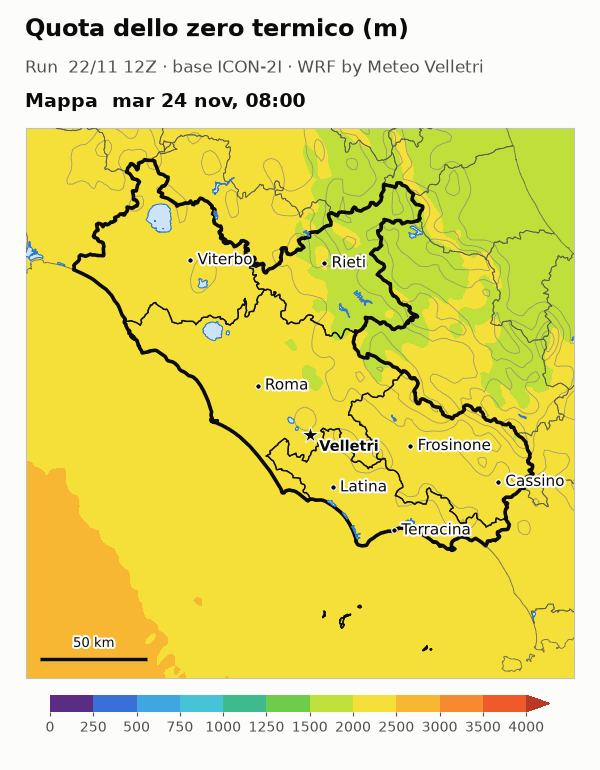 Quota dello zero termico (m)
Run  22/11 12Z · base ICON-2I · WRF by Meteo Velletri
Mappa  mar 24 nov, 08:00
Viterbo
Rieti
Roma
Velletri
Frosinone
Latina
Cassino
Terracina
50 km
0 250 500 750 1000 1250 1500 2000 2500 3000 3500 4000